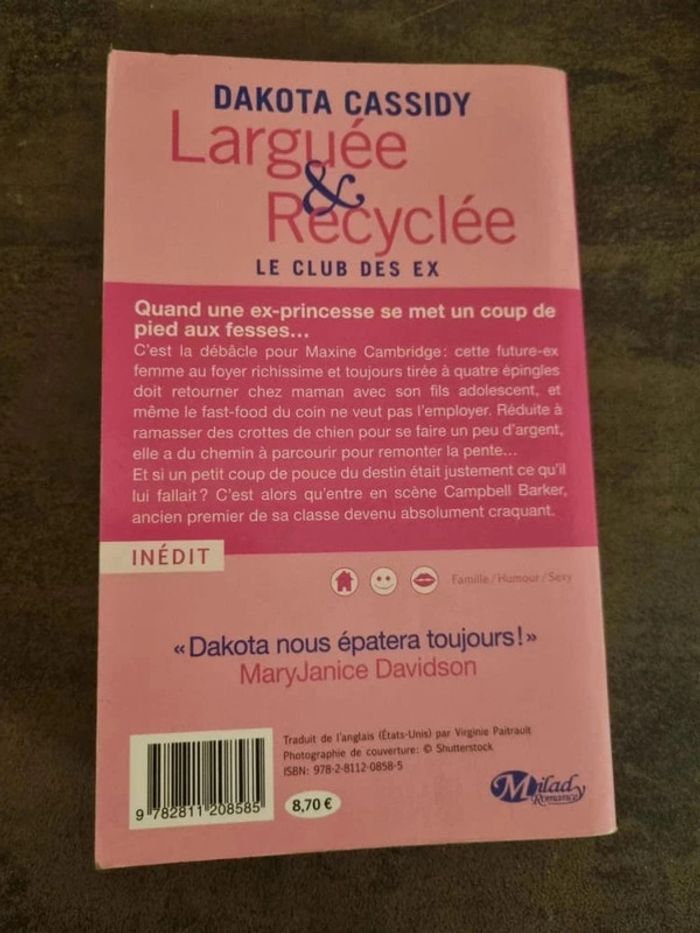 DAKOTA CASSIDY
Larguée
&
Recyclée
LE CLUB DES EX
Quand une ex-princesse se met un coup de
pied aux fesses...
C'est la débâcle pour Maxine Cambridge : cette future-ex
femme au foyer richissime et toujours tirée à quatre épingles
doit retourner chez maman avec son fils adolescent, et
même le fast-food du coin ne veut pas l'employer. Réduite à
ramasser des crottes de chien pour se faire un peu d'argent,
elle a du chemin à parcourir pour remonter la pente...
Et si un petit coup de pouce du destin était justement ce qu'il
lui fallait ? C'est alors qu'entre en scène Campbell Barker,
ancien premier de sa classe devenu absolument craquant.
INÉDIT
Famille / Humour / Sexy
« Dakota nous épatera toujours ! »
MaryJanice Davidson
Traduit de l'anglais (États-Unis) par Virginie Paitrault
Photographie de couverture : © Shutterstock
ISBN: 978-2-8112-0858-5
9 782811 208585
8,70 €
Milady
Romance